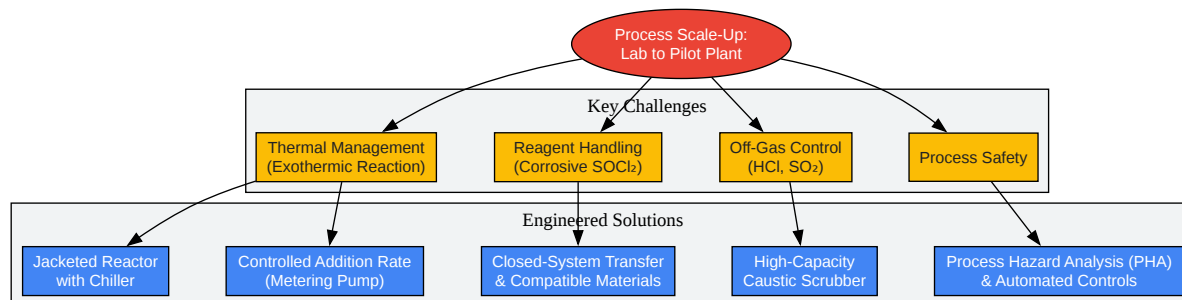 Process Scale-Up:
Lab to Pilot Plant
Key Challenges
Thermal Management
(Exothermic Reaction)
Reagent Handling
(Corrosive SOCl₂)
Off-Gas Control
(HCl, SO₂)
Process Safety
Engineered Solutions
Jacketed Reactor
with Chiller
Controlled Addition Rate
(Metering Pump)
Closed-System Transfer
& Compatible Materials
High-Capacity
Caustic Scrubber
Process Hazard Analysis (PHA)
& Automated Controls